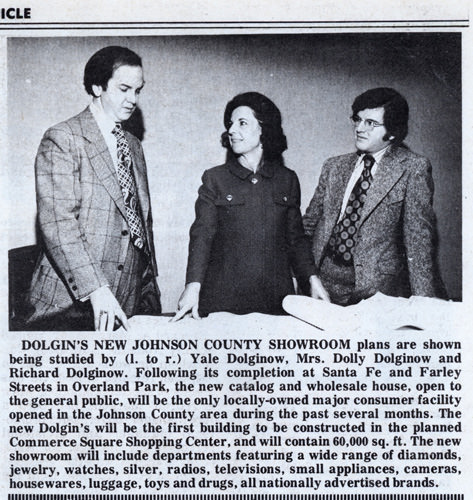 ICLE
DOLGIN'S NEW JOHNSON COUNTY SHOWROOM plans are shown
being studied by (l. to r.) Yale Dolginow, Mrs. Dolly Dolginow and
Richard Dolginow. Following its completion at Santa Fe and Farley
Streets in Overland Park, the new catalog and wholesale house, open to
the general public, will be the only locally-owned major consumer facility
opened in the Johnson County area during the past several months. The
new Dolgin's will be the first building to be constructed in the planned
Commerce Square Shopping Center, and will contain 60,000 sq. ft. The new
showroom will include departments featuring a wide range of diamonds,
jewelry, watches, silver, radios, televisions, small appliances, cameras,
housewares, luggage, toys and drugs, all nationally advertised brands.